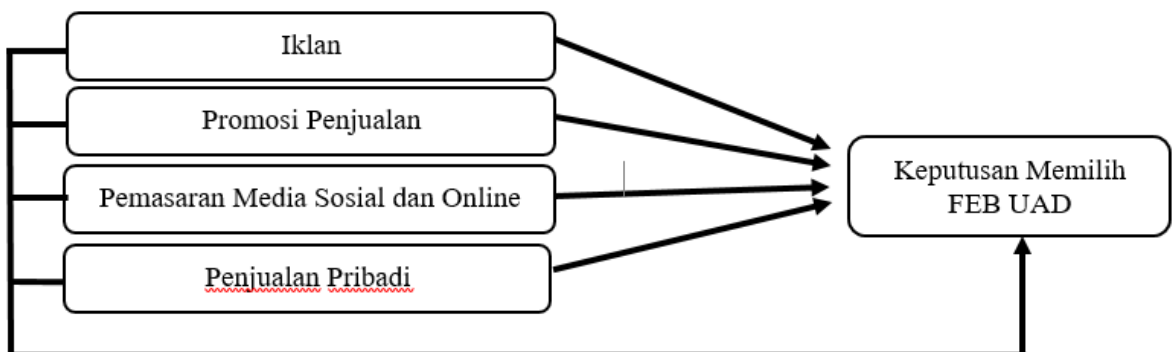 Iklan
Promosi Penjualan
Pemasaran Media Sosial dan Online
Penjualan Pribadi
Keputusan Memilih
FEB UAD